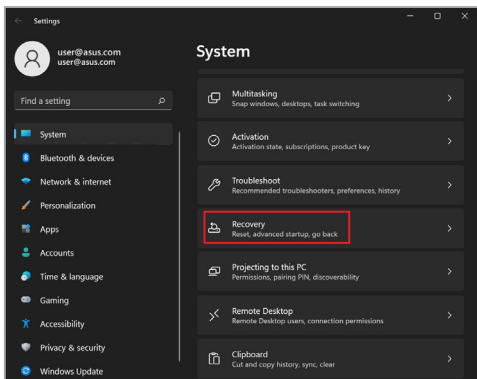 Settings
user@asus.com
user@asus.com
Find a setting
System
Bluetooth & devices
Network & internet
Personalization
Apps
Accounts
Time & language
Gaming
Accessibility
Privacy & security
Windows Update
System
Multitasking
Snap windows, desktops, task switching
Activation
Activation state, subscriptions, product key
Troubleshoot
Recommended troubleshooters, preferences, history
Recovery
Reset, advanced startup, go back
Projecting to this PC
Permissions, pairing PIN, discoverability
Remote Desktop
Remote Desktop users, connection permissions
Clipboard
Cut and copy history, sync, clear